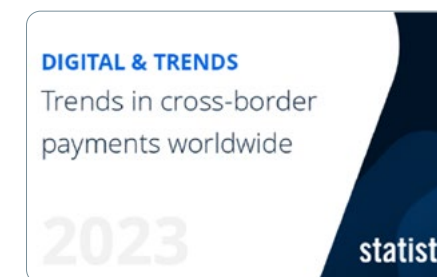 DIGITAL & TRENDS
Trends in cross-border
payments worldwide
2023
statist